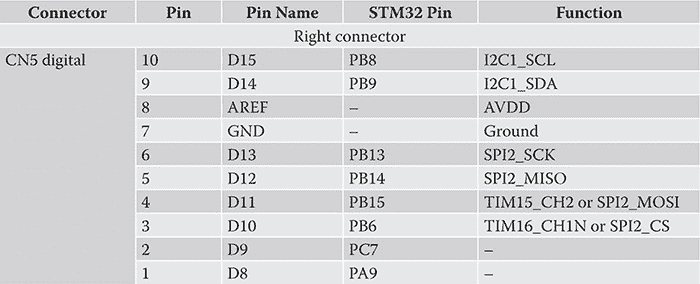 Connector Pin Pin Name STM32 Pin Function
Right connector
CN5 digital 10 D15 PB8 I2C1_SCL
9 D14 PB9 I2C1_SDA
8 AREF – AVDD
7 GND – Ground
6 D13 PB13 SPI2_SCK
5 D12 PB14 SPI2_MISO
4 D11 PB15 TIM15_CH2 or SPI2_MOSI
3 D10 PB6 TIM16_CH1N or SPI2_CS
2 D9 PC7 –
1 D8 PA9 –